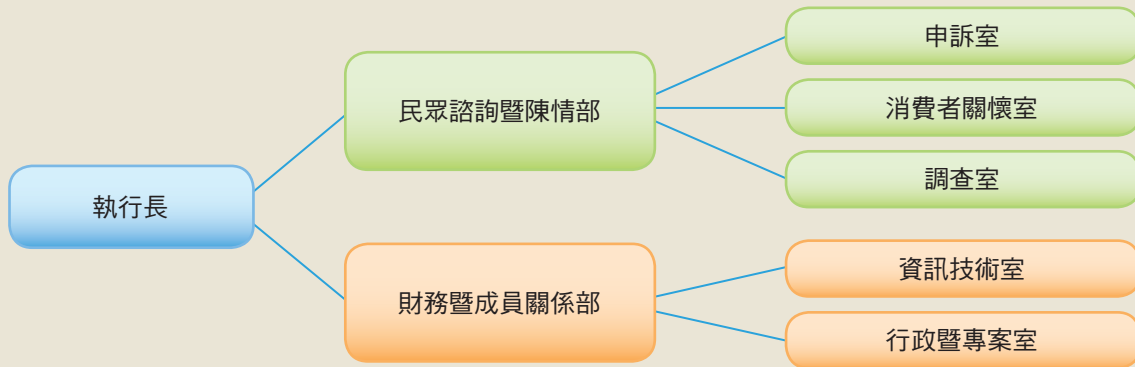 執行長
民眾諮詢暨陳情部
申訴室
消費者關懷室
調查室
財務暨成員關係部
資訊技術室
行政暨專案室